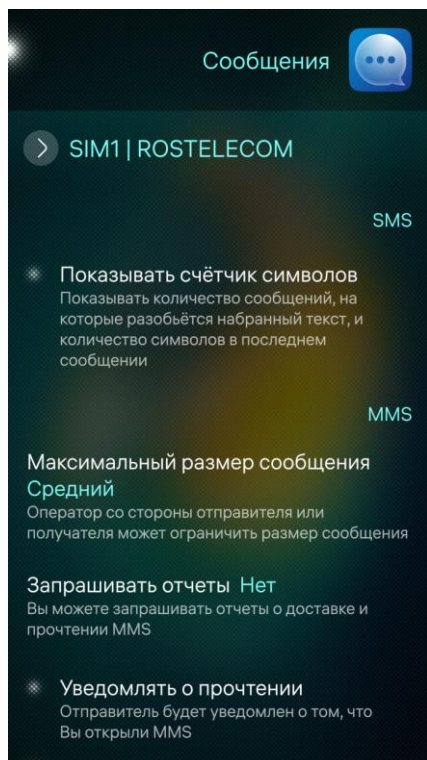 Сообщения
SIM1 | ROSTELECOM
SMS
Показывать счётчик символов
Показывать количество сообщений, на
которые разобьётся набранный текст, и
количество символов в последнем
сообщении
MMS
Максимальный размер сообщения
Средний
Оператор со стороны отправителя или
получателя может ограничить размер сообщения
Запрашивать отчеты Нет
Вы можете запрашивать отчеты о доставке и
прочтении MMS
Уведомлять о прочтении
Отправитель будет уведомлен о том, что
Вы открыли MMS